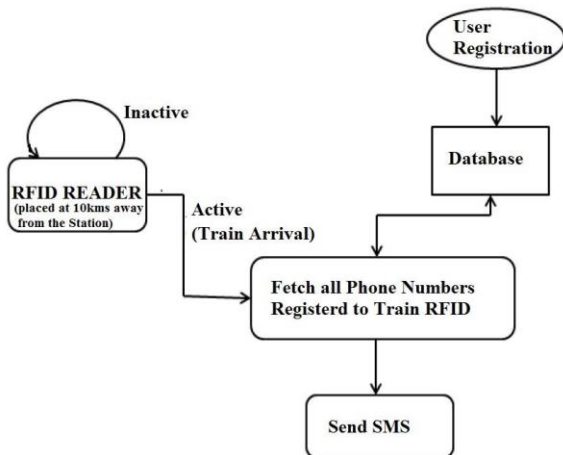 User
Registration
Inactive
Database
RFID READER
(placed at 10kms away
from the Station)
Active
(Train Arrival)
Fetch all Phone Numbers
Registerd to Train RFID
Send SMS